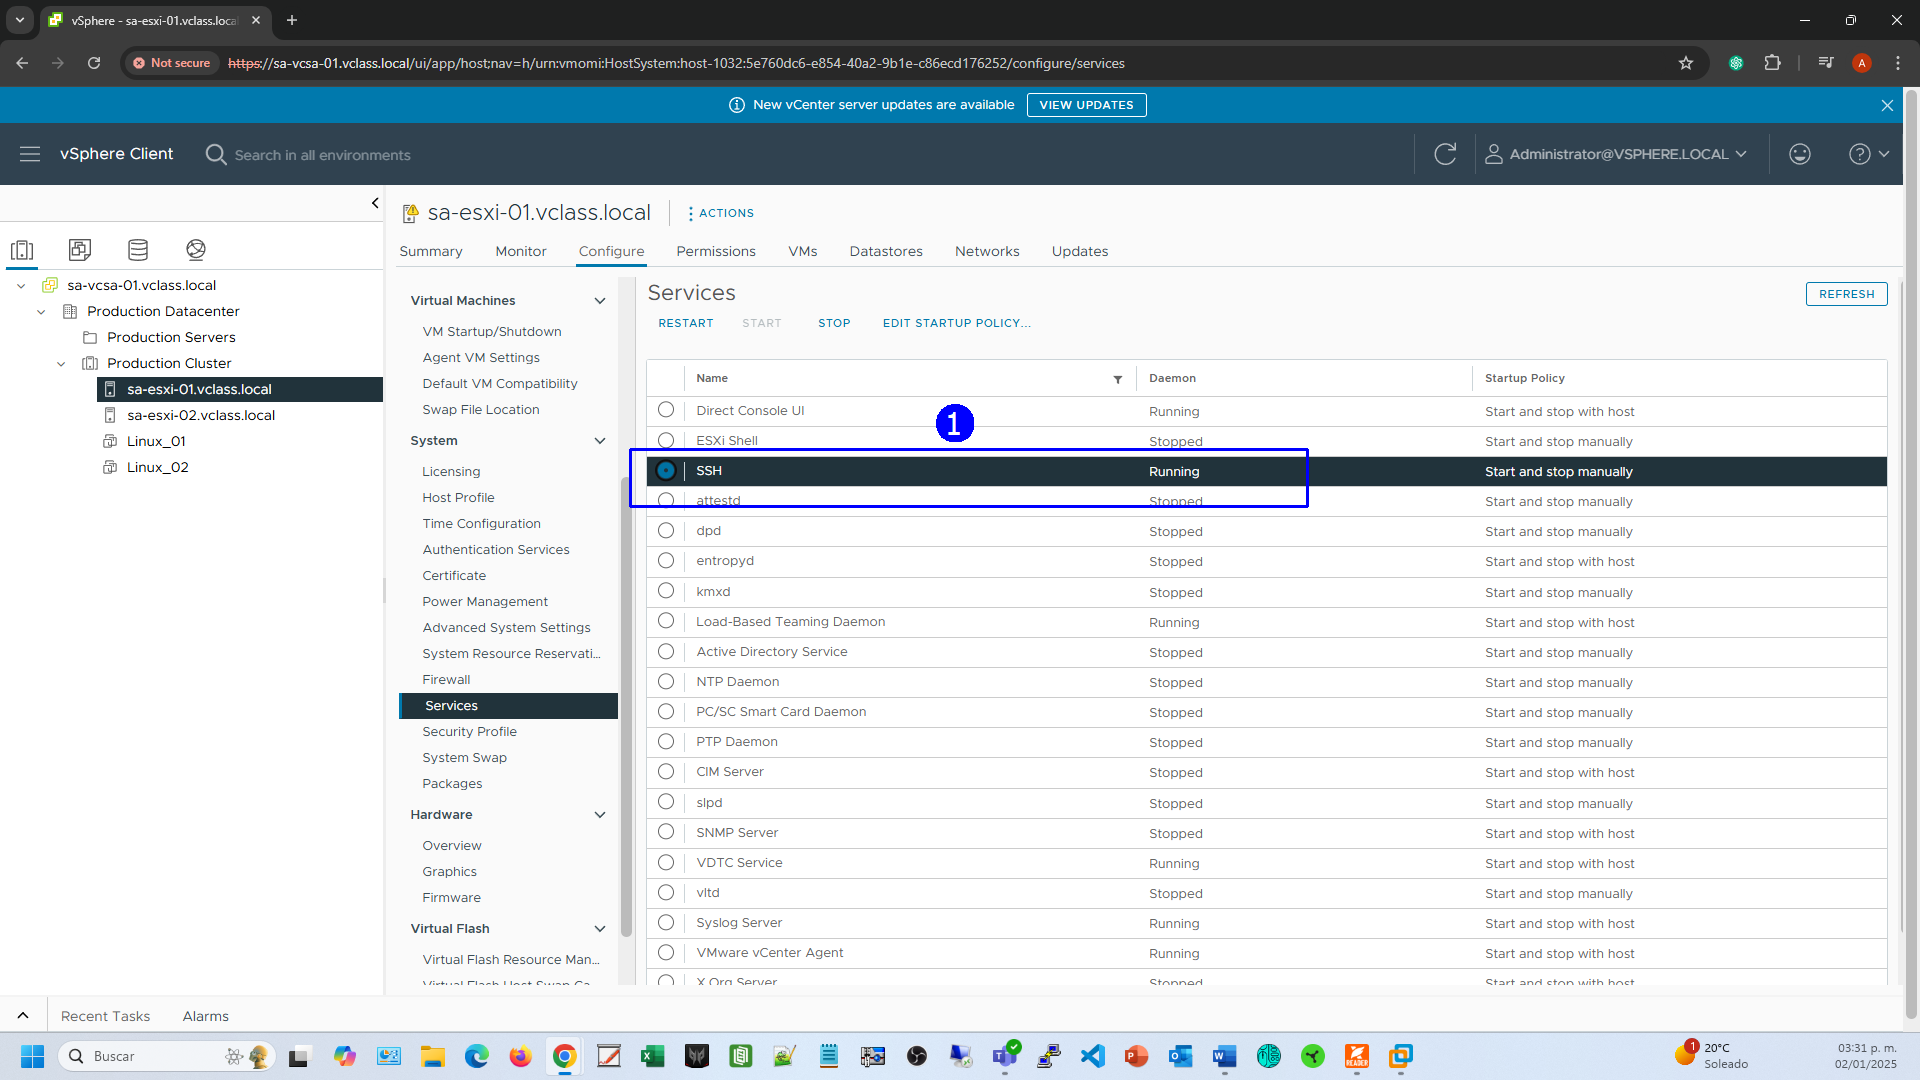 vSphere - sa-esxi-01.vclass.loca
Not secure
https://sa-vcsa-01.vclass.local/ui/app/host;nav=h/urn:vmomi:HostSystem:host-1032:5e760dc6-e854-40a2-9b1e-c86ecd176252/configure/services
A
New vCenter server updates are available
VIEW UPDATES
vSphere Client
Search in all environments
Administrator@VSPHERE.LOCAL
sa-vcsa-01.vclass.local
Production Datacenter
Production Servers
Production Cluster
sa-esxi-01.vclass.local
sa-esxi-02.vclass.local
Linux_01
Linux_02
sa-esxi-01.vclass.local
ACTIONS
Summary Monitor Configure Permissions VMs Datastores Networks Updates
Virtual Machines
VM Startup/Shutdown
Agent VM Settings
Default VM Compatibility
Swap File Location
System
Licensing
Host Profile
Time Configuration
Authentication Services
Certificate
Power Management
Advanced System Settings
System Resource Reservati...
Firewall
Services
Security Profile
System Swap
Packages
Hardware
Overview
Graphics
Firmware
Virtual Flash
Virtual Flash Resource Man...
Virtual Flash Host Swap Ca...
Services
REFRESH
RESTART START STOP EDIT STARTUP POLICY...
Name Daemon Startup Policy
Direct Console UI Running Start and stop with host
1
ESXi Shell Stopped Start and stop manually
SSH Running Start and stop manually
attestd Stopped Start and stop manually
dpd Stopped Start and stop manually
entropyd Stopped Start and stop with host
kmxd Stopped Start and stop manually
Load-Based Teaming Daemon Running Start and stop with host
Active Directory Service Stopped Start and stop manually
NTP Daemon Stopped Start and stop manually
PC/SC Smart Card Daemon Stopped Start and stop manually
PTP Daemon Stopped Start and stop manually
CIM Server Stopped Start and stop with host
slpd Stopped Start and stop manually
SNMP Server Stopped Start and stop with host
VDTC Service Running Start and stop with host
vltd Stopped Start and stop manually
Syslog Server Running Start and stop with host
VMware vCenter Agent Running Start and stop with host
X.Org Server Stopped Start and stop with host
Recent Tasks Alarms
Buscar
READER
1
20°C
Soleado
03:31 p. m.
02/01/2025